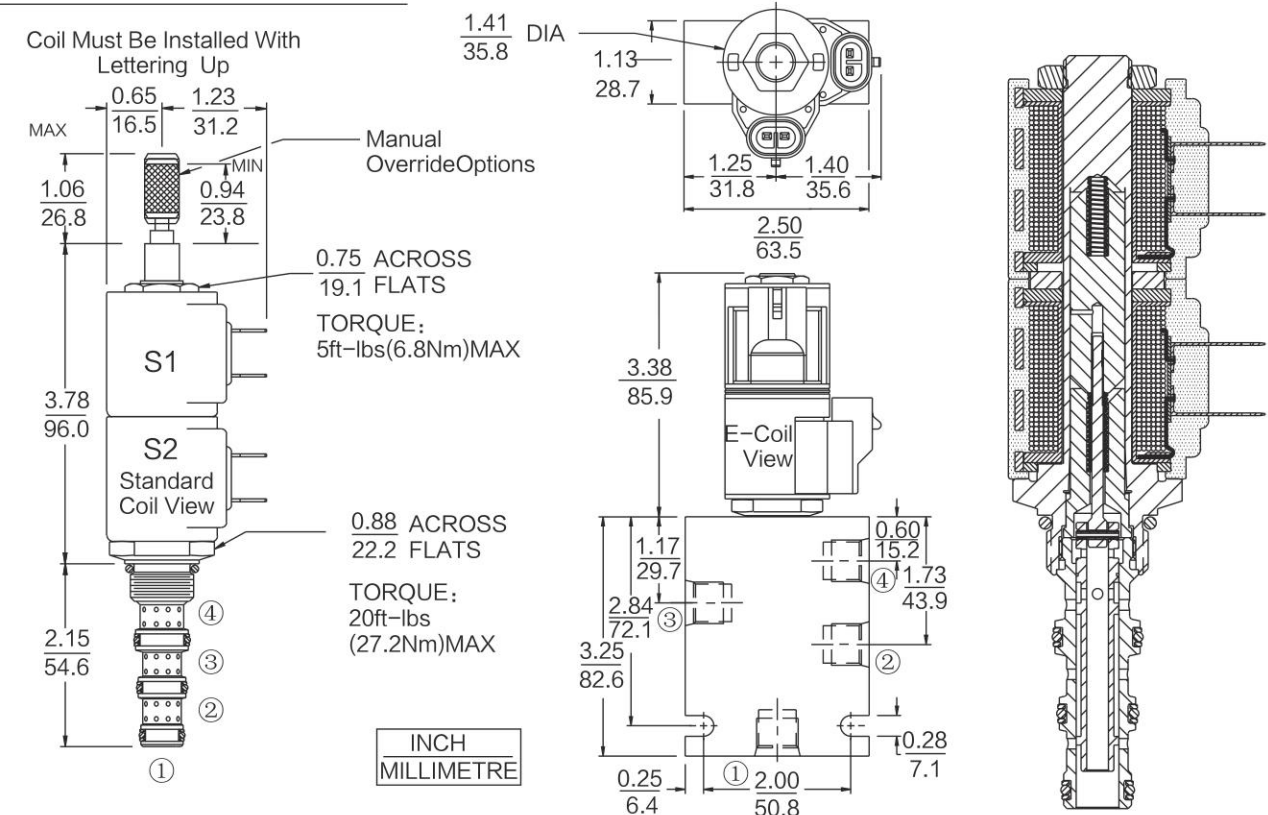 Coil Must Be Installed With
Lettering Up
0.65
16.5
1.23
31.2
MAX
MIN
Manual
OverrideOptions
1.06
26.8
0.94
23.8
0.75 ACROSS
19.1 FLATS
TORQUE:
5ft-lbs(6.8Nm)MAX
S1
3.78
96.0
S2
Standard
Coil View
0.88 ACROSS
22.2 FLATS
TORQUE:
20ft-lbs
(27.2Nm)MAX
2.15
54.6
④
③
②
①
INCH
MILLIMETRE
1.41
35.8
DIA
1.13
28.7
1.25
31.8
1.40
35.6
2.50
63.5
3.38
85.9
E-Coil
View
1.17
29.7
0.60
15.2
④
1.73
43.9
2.84
72.1
③
3.25
82.6
②
0.28
7.1
0.25
6.4
①
2.00
50.8